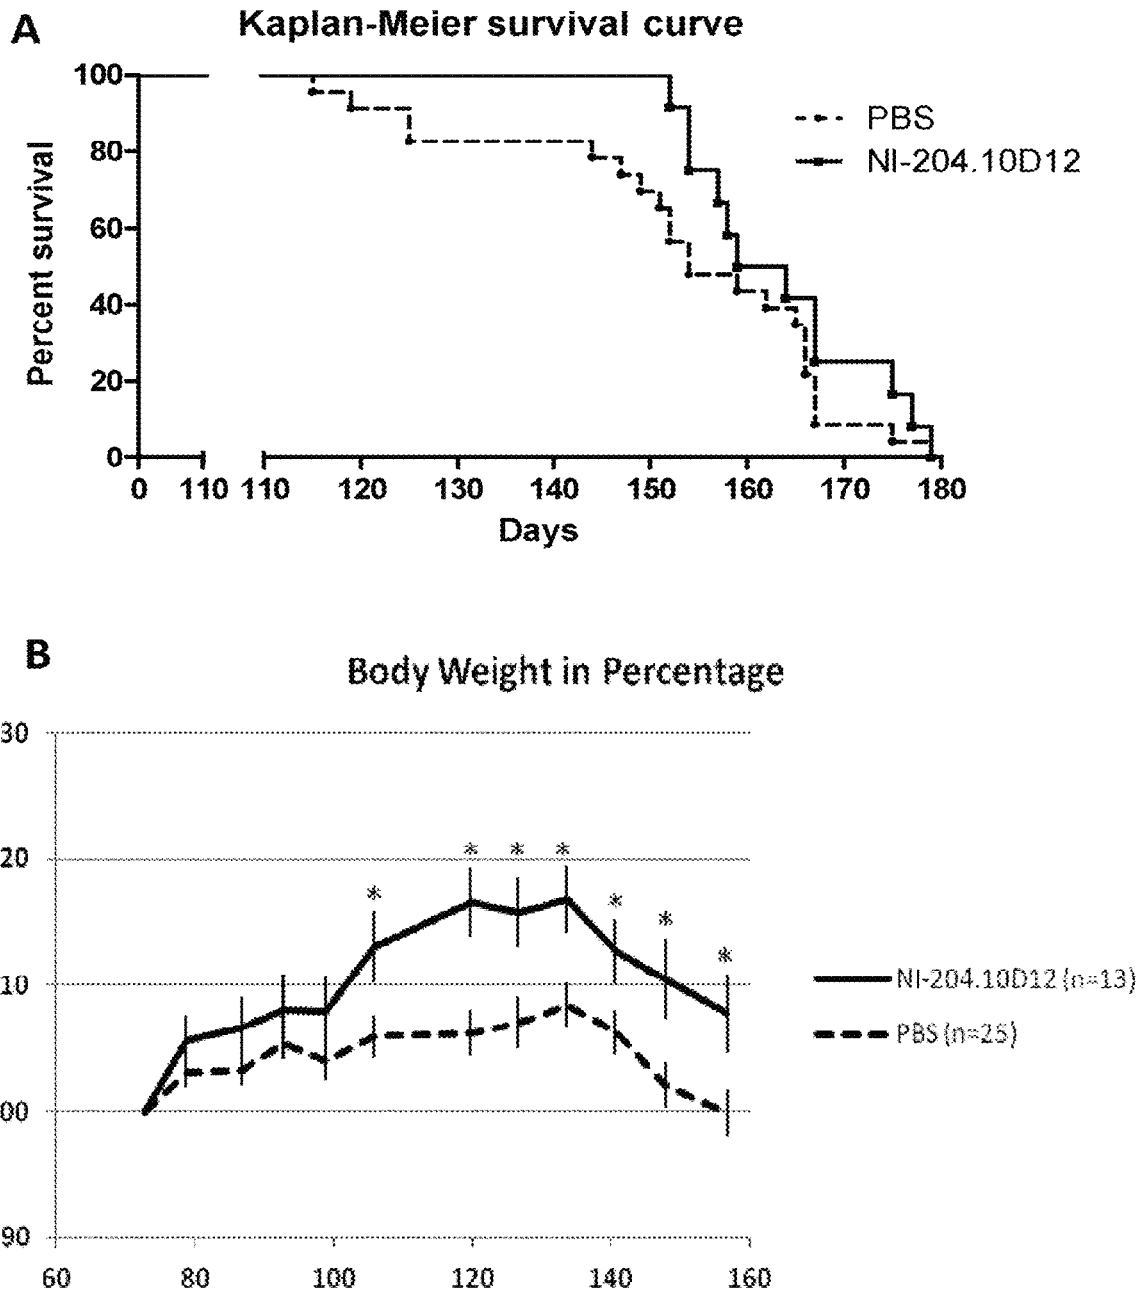 A
Kaplan-Meier survival curve
Percent survival
100
80
60
40
20
0
0 110 110 120 130 140 150 160 170 180
Days
PBS
NI-204.10D12
B
Body Weight in Percentage
30
20
10
00
90
60 80 100 120 140 160
* * * * * * *
NI-204.10D12 (n=13)
PBS (n=25)